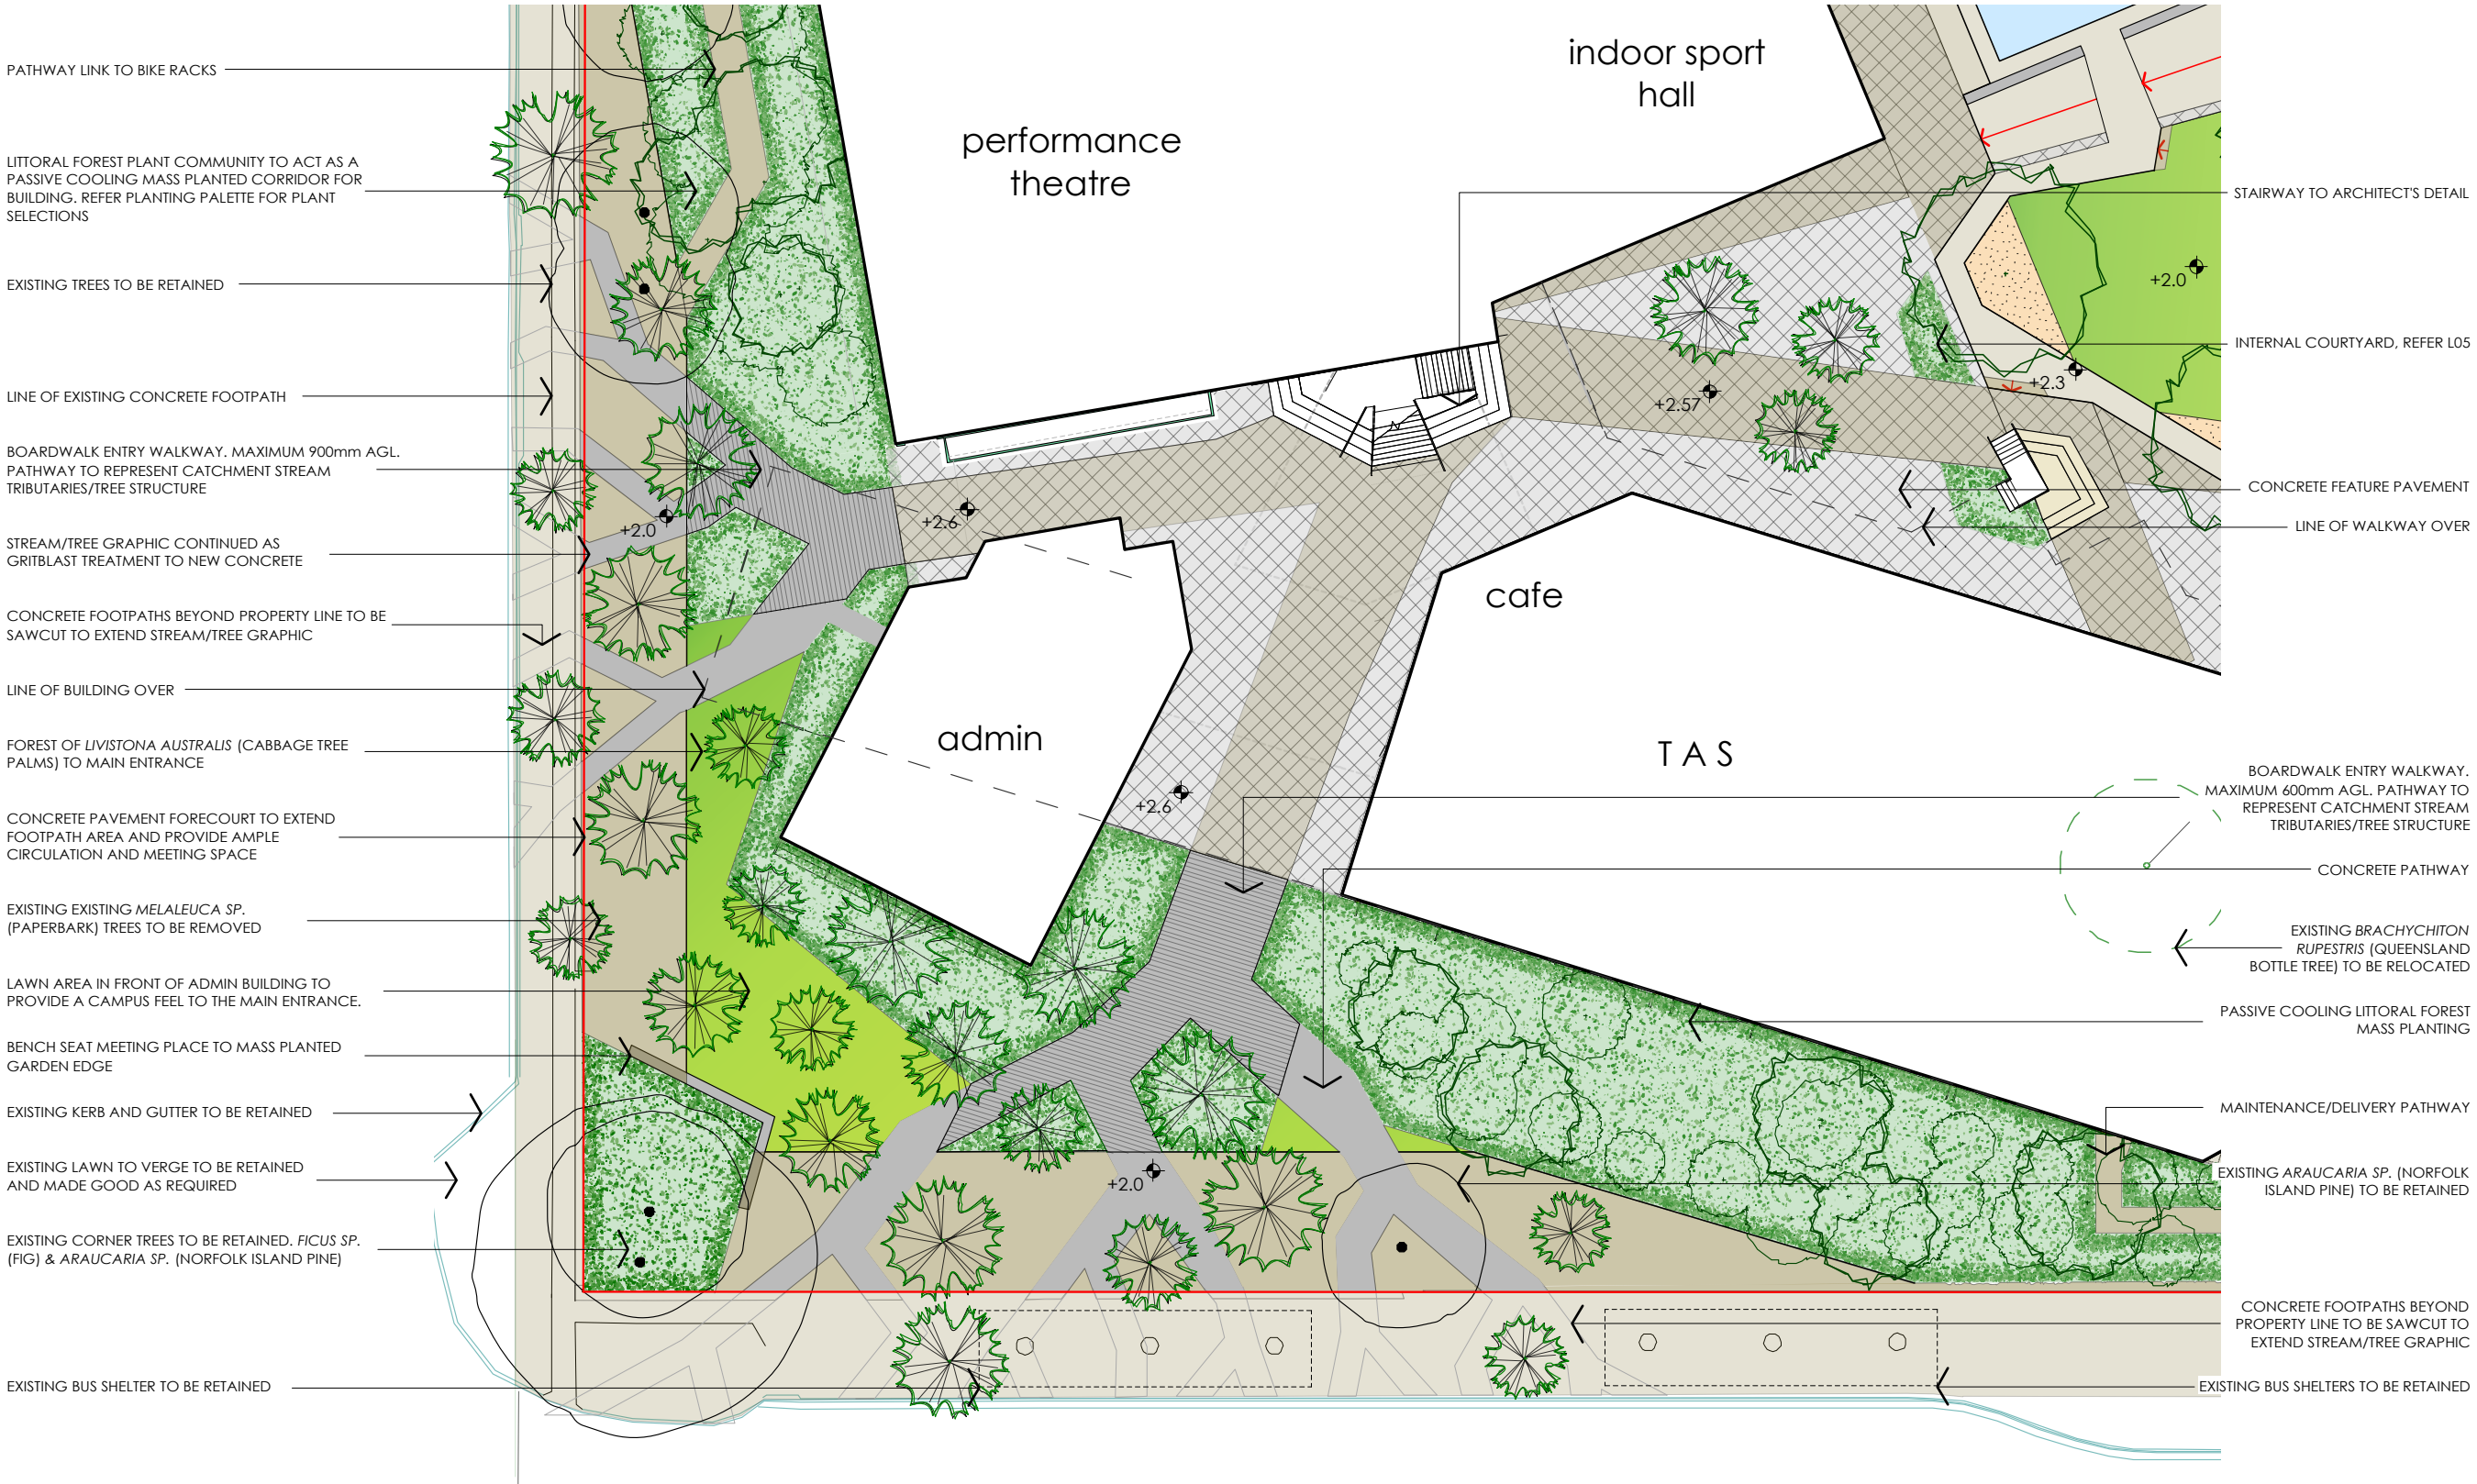 PATHWAY LINK TO BIKE RACKS
LITTORAL FOREST PLANT COMMUNITY TO ACT AS A
PASSIVE COOLING MASS PLANTED CORRIDOR FOR
BUILDING. REFER PLANTING PALETTE FOR PLANT
SELECTIONS
EXISTING TREES TO BE RETAINED
LINE OF EXISTING CONCRETE FOOTPATH
BOARDWALK ENTRY WALKWAY. MAXIMUM 900mm AGL.
PATHWAY TO REPRESENT CATCHMENT STREAM
TRIBUTARIES/TREE STRUCTURE
STREAM/TREE GRAPHIC CONTINUED AS
GRITBLAST TREATMENT TO NEW CONCRETE
CONCRETE FOOTPATHS BEYOND PROPERTY LINE TO BE
SAWCUT TO EXTEND STREAM/TREE GRAPHIC
LINE OF BUILDING OVER
FOREST OF LIVISTONA AUSTRALIS (CABBAGE TREE
PALMS) TO MAIN ENTRANCE
CONCRETE PAVEMENT FORECOURT TO EXTEND
FOOTPATH AREA AND PROVIDE AMPLE
CIRCULATION AND MEETING SPACE
EXISTING EXISTING MELALEUCA SP.
(PAPERBARK) TREES TO BE REMOVED
LAWN AREA IN FRONT OF ADMIN BUILDING TO
PROVIDE A CAMPUS FEEL TO THE MAIN ENTRANCE.
BENCH SEAT MEETING PLACE TO MASS PLANTED
GARDEN EDGE
EXISTING KERB AND GUTTER TO BE RETAINED
EXISTING LAWN TO VERGE TO BE RETAINED
AND MADE GOOD AS REQUIRED
EXISTING CORNER TREES TO BE RETAINED. FICUS SP.
(FIG) & ARAUCARIA SP. (NORFOLK ISLAND PINE)
EXISTING BUS SHELTER TO BE RETAINED
performance
theatre
indoor sport
hall
cafe
admin
T A S
+2.0
+2.6
+2.57
+2.3
+2.0
+2.6
+2.0
STAIRWAY TO ARCHITECT'S DETAIL
INTERNAL COURTYARD, REFER L05
CONCRETE FEATURE PAVEMENT
LINE OF WALKWAY OVER
BOARDWALK ENTRY WALKWAY.
MAXIMUM 600mm AGL. PATHWAY TO
REPRESENT CATCHMENT STREAM
TRIBUTARIES/TREE STRUCTURE
CONCRETE PATHWAY
EXISTING BRACHYCHITON
RUPESTRIS (QUEENSLAND
BOTTLE TREE) TO BE RELOCATED
PASSIVE COOLING LITTORAL FOREST
MASS PLANTING
MAINTENANCE/DELIVERY PATHWAY
EXISTING ARAUCARIA SP. (NORFOLK
ISLAND PINE) TO BE RETAINED
CONCRETE FOOTPATHS BEYOND
PROPERTY LINE TO BE SAWCUT TO
EXTEND STREAM/TREE GRAPHIC
EXISTING BUS SHELTERS TO BE RETAINED